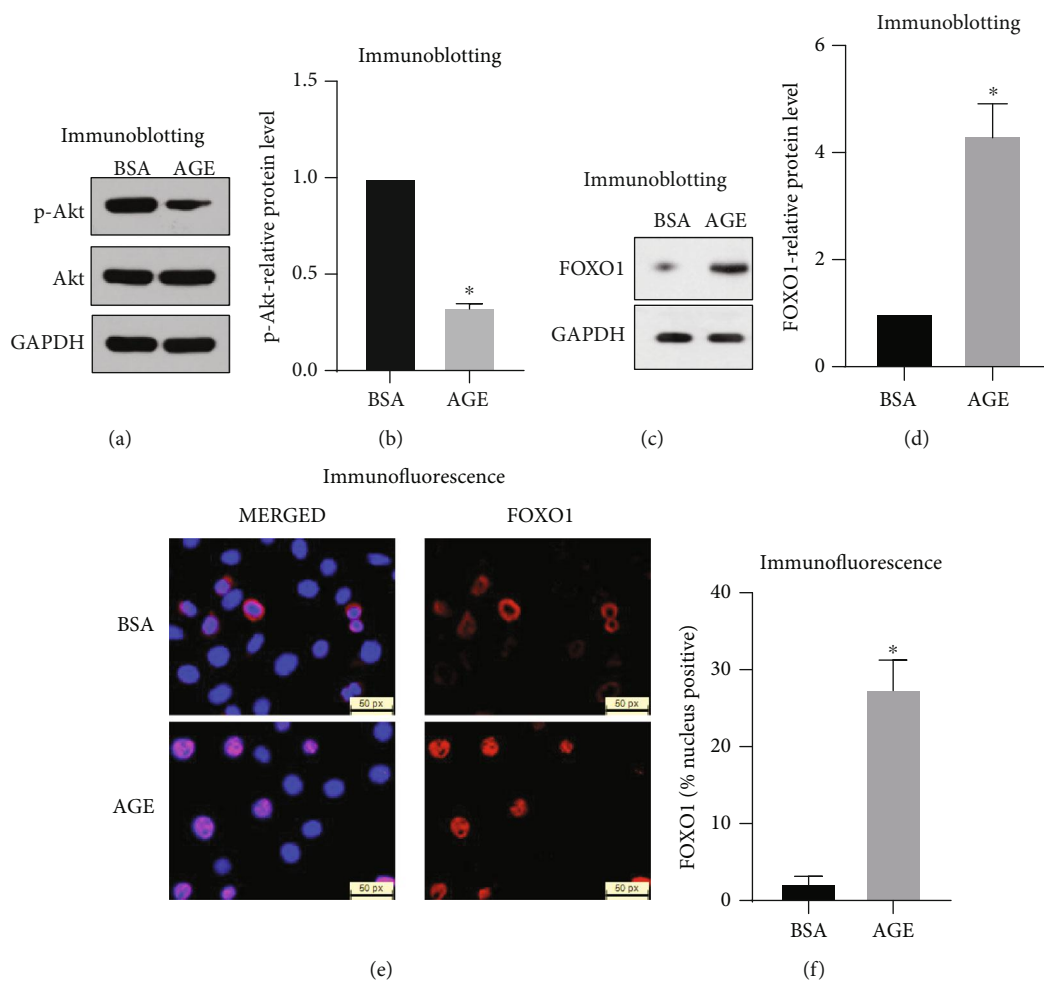 Immunoblotting
BSA AGE
p-Akt
Akt
GAPDH
(a)
Immunoblotting
p-Akt-relative protein level
1.5
1.0
0.5
0.0
*
BSA AGE
(b)
Immunoblotting
BSA AGE
FOXO1
GAPDH
(c)
Immunoblotting
FOXO1-relative protein level
6
4
2
0
*
BSA AGE
(d)
Immunofluorescence
MERGED FOXO1
BSA
50 px 50 px
AGE
50 px 50 px
(e)
Immunofluorescence
FOXO1 (% nucleus positive)
40
30
20
10
0
*
BSA AGE
(f)